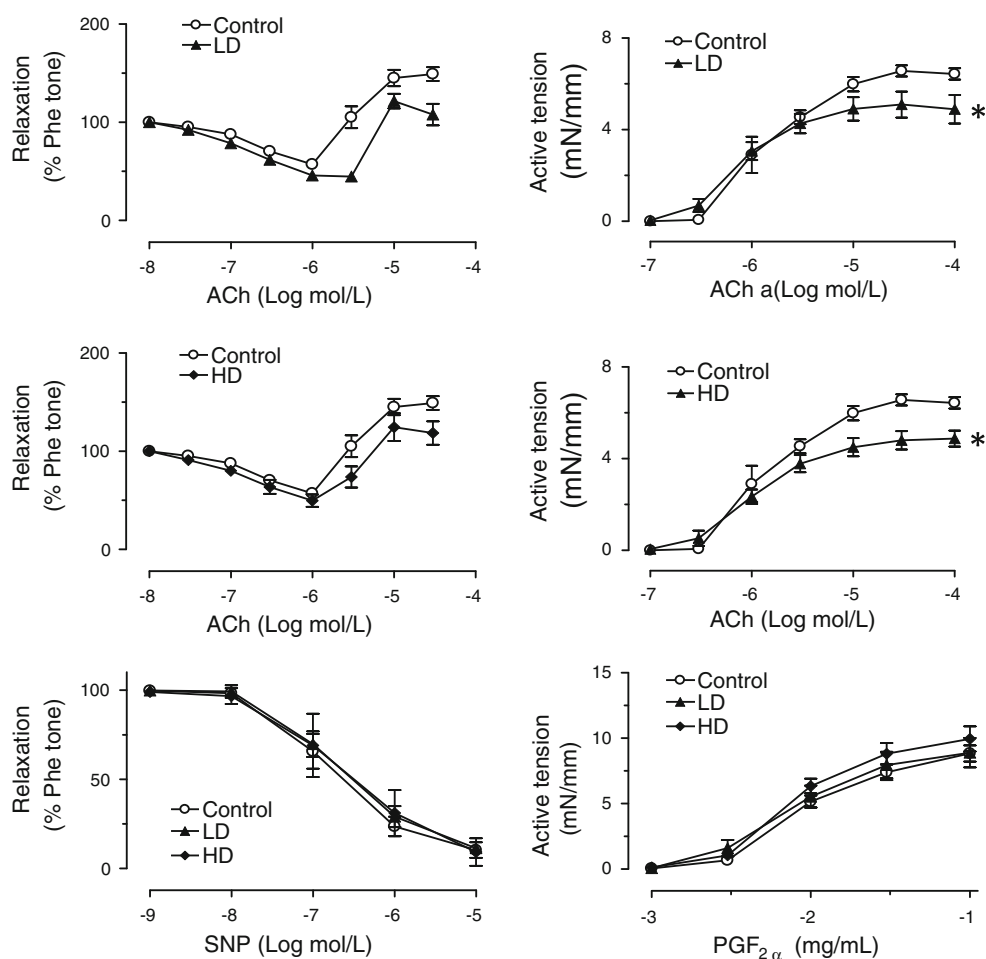 Relaxation
(% Phe tone)
200
100
0
Control
LD
-8
-7
-6
-5
-4
ACh (Log mol/L)
Active tension
(mN/mm)
8
4
0
Control
LD
*
-7
-6
-5
-4
ACh a(Log mol/L)
Relaxation
(% Phe tone)
200
100
0
Control
HD
-8
-7
-6
-5
-4
ACh (Log mol/L)
Active tension
(mN/mm)
8
4
0
Control
HD
*
-7
-6
-5
-4
ACh (Log mol/L)
Relaxation
(% Phe tone)
100
50
0
Control
LD
HD
-9
-8
-7
-6
-5
SNP (Log mol/L)
Active tension
(mN/mm)
15
10
5
0
Control
LD
HD
-3
-2
-1
PGF2 α (mg/mL)